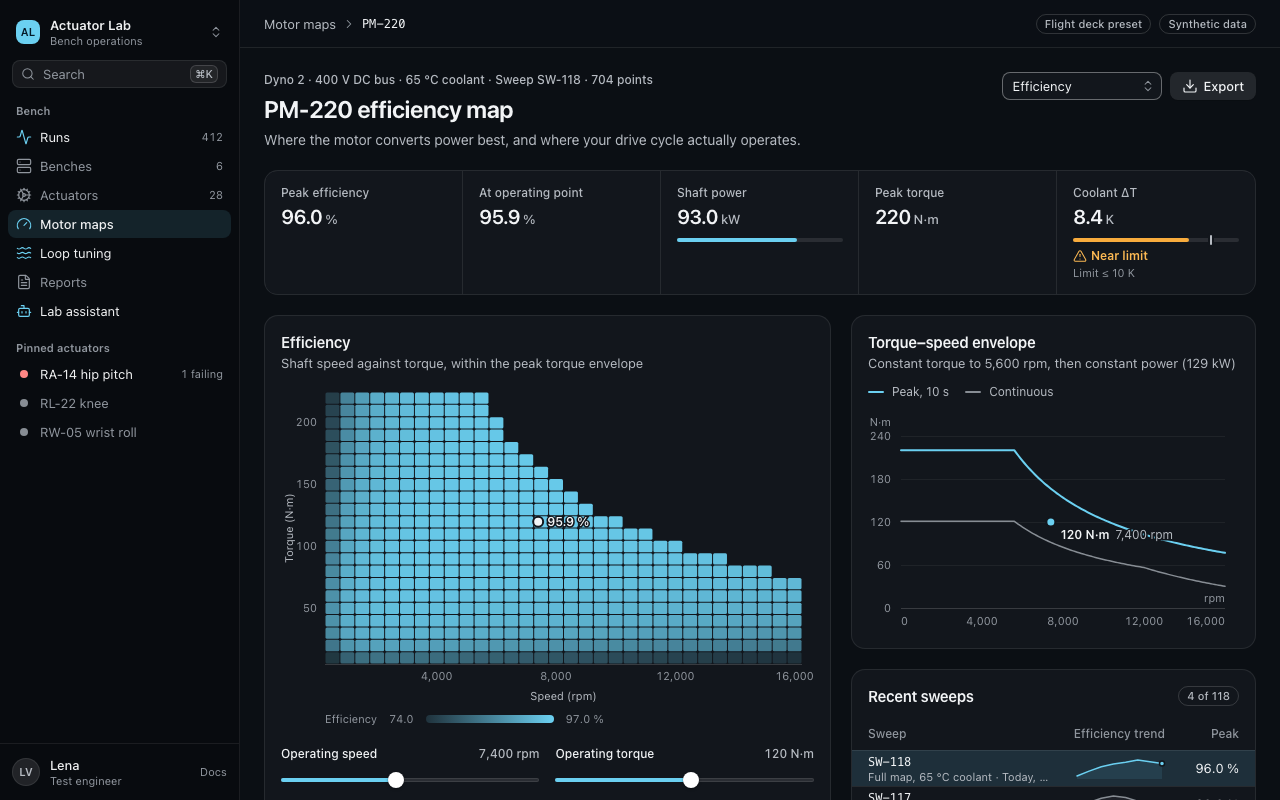 AL
Actuator Lab
Bench operations
Search ⌘K
Bench
Runs 412
Benches 6
Actuators 28
Motor maps
Loop tuning
Reports
Lab assistant
Pinned actuators
RA-14 hip pitch 1 failing
RL-22 knee
RW-05 wrist roll
LV
Lena
Test engineer
Docs
Motor maps > PM-220
Flight deck preset
Synthetic data
Dyno 2 · 400 V DC bus · 65 °C coolant · Sweep SW-118 · 704 points
PM-220 efficiency map
Where the motor converts power best, and where your drive cycle actually operates.
Efficiency
Export
Peak efficiency
96.0 %
At operating point
95.9 %
Shaft power
93.0 kW
Peak torque
220 N·m
Coolant ΔT
8.4 K
Near limit
Limit ≤ 10 K
Efficiency
Shaft speed against torque, within the peak torque envelope
200
150
100
50
Torque (N·m)
95.9 %
4,000 8,000 12,000 16,000
Speed (rpm)
Efficiency 74.0 97.0 %
Operating speed 7,400 rpm
Operating torque 120 N·m
Torque–speed envelope
Constant torque to 5,600 rpm, then constant power (129 kW)
Peak, 10 s Continuous
N·m
240
180
120
60
0
120 N·m 7,400 rpm
rpm
0 4,000 8,000 12,000 16,000
Recent sweeps
4 of 118
Sweep Efficiency trend Peak
SW-118
Full map, 65 °C coolant · Today, …
96.0 %
SW-117